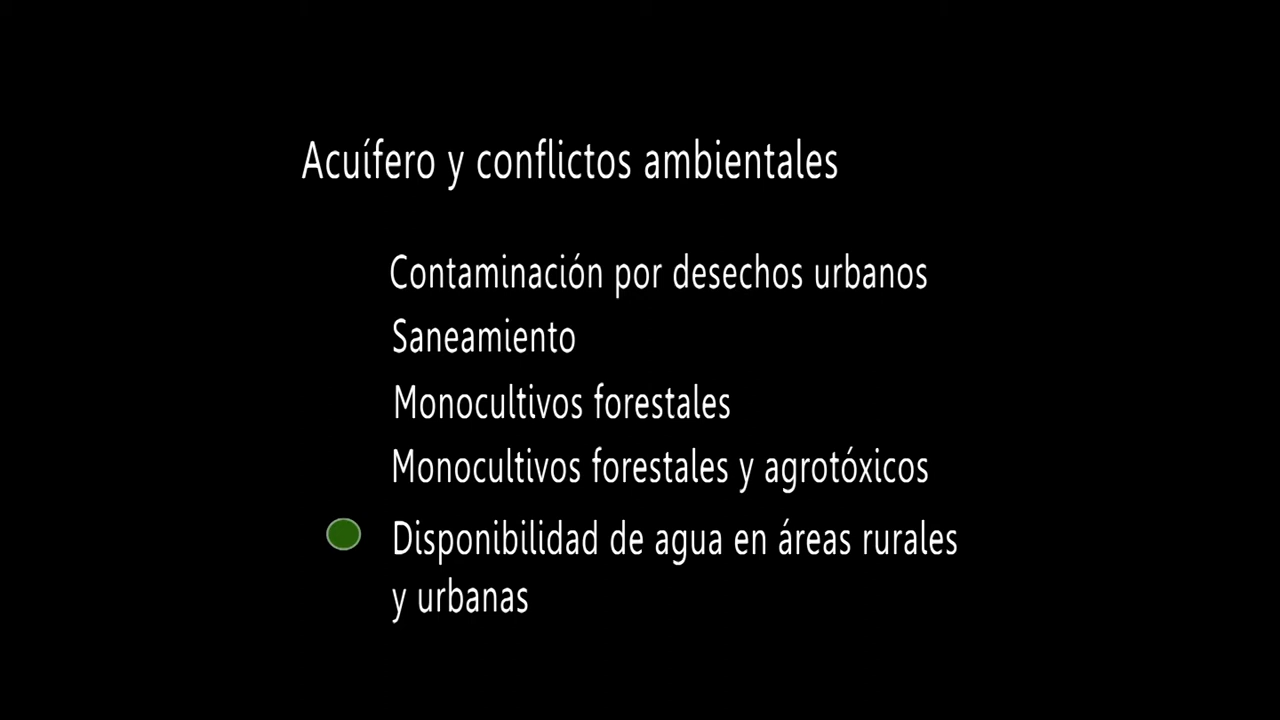 Acuífero y conflictos ambientales
Contaminación por desechos urbanos
Saneamiento
Monocultivos forestales
Monocultivos forestales y agrotóxicos
Disponibilidad de agua en áreas rurales
y urbanas